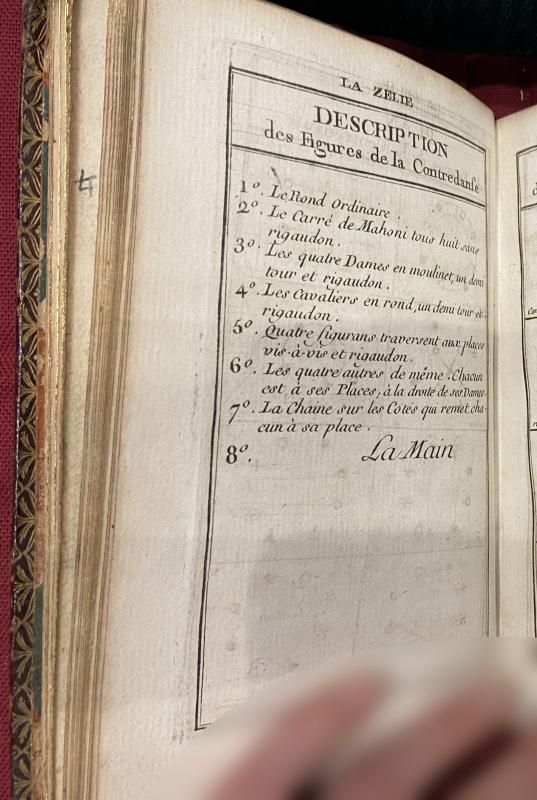 LA ZELIE
DESCRIPTION
des Figures de la Contredanse
1º. Le Rond Ordinaire.
2º. Le Carré de Mahoni tous huit sans
rigaudon.
3º. Les quatre Dames en moulinet, un demi
tour et rigaudon.
4º. Les Cavaliers en rond, un demi tour et
rigaudon.
5º. Quatre figurans traversent aux places
vis-à-vis et rigaudon.
6º. Les quatre autres de même. Chacun
est à ses Places, à la droite de ses Dames
7º. La Chaine sur les Cotés qui remet cha-
cun à sa place.
8º. La Main